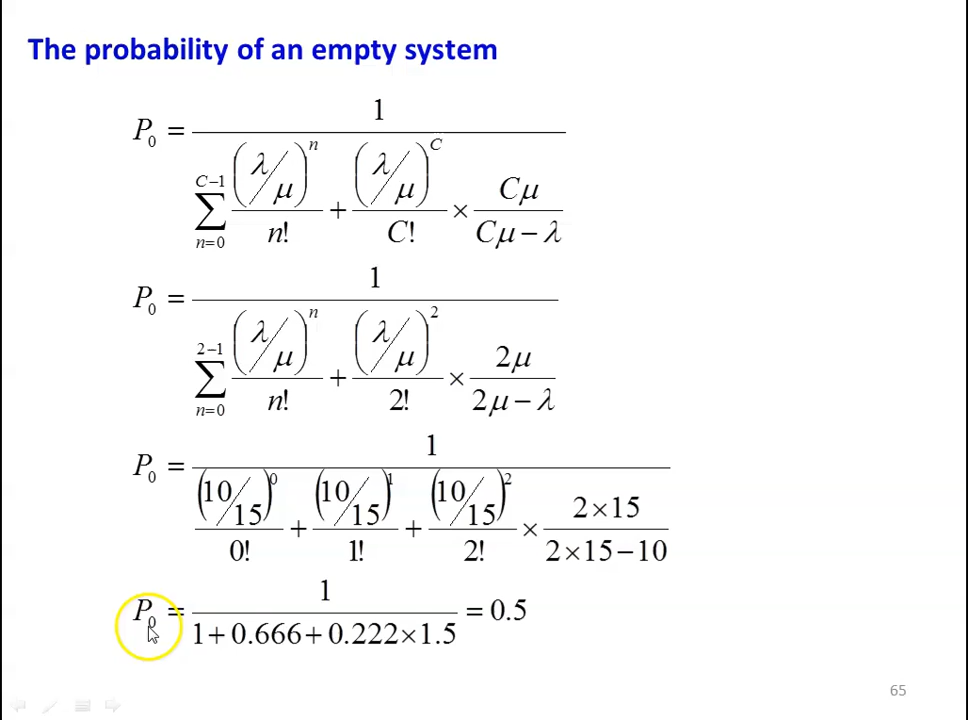 The probability of an empty system
P₀ = 1 / ( ∑_{n=0}^{C−1} (λ/μ)ⁿ / n! + (λ/μ)^C / C! × Cμ / (Cμ − λ) )
P₀ = 1 / ( ∑_{n=0}^{2−1} (λ/μ)ⁿ / n! + (λ/μ)² / 2! × 2μ / (2μ − λ) )
P₀ = 1 / ( (10/15)⁰ / 0! + (10/15)¹ / 1! + (10/15)² / 2! × (2×15) / (2×15−10) )
P₀ = 1 / (1 + 0.666 + 0.222×1.5) = 0.5
65